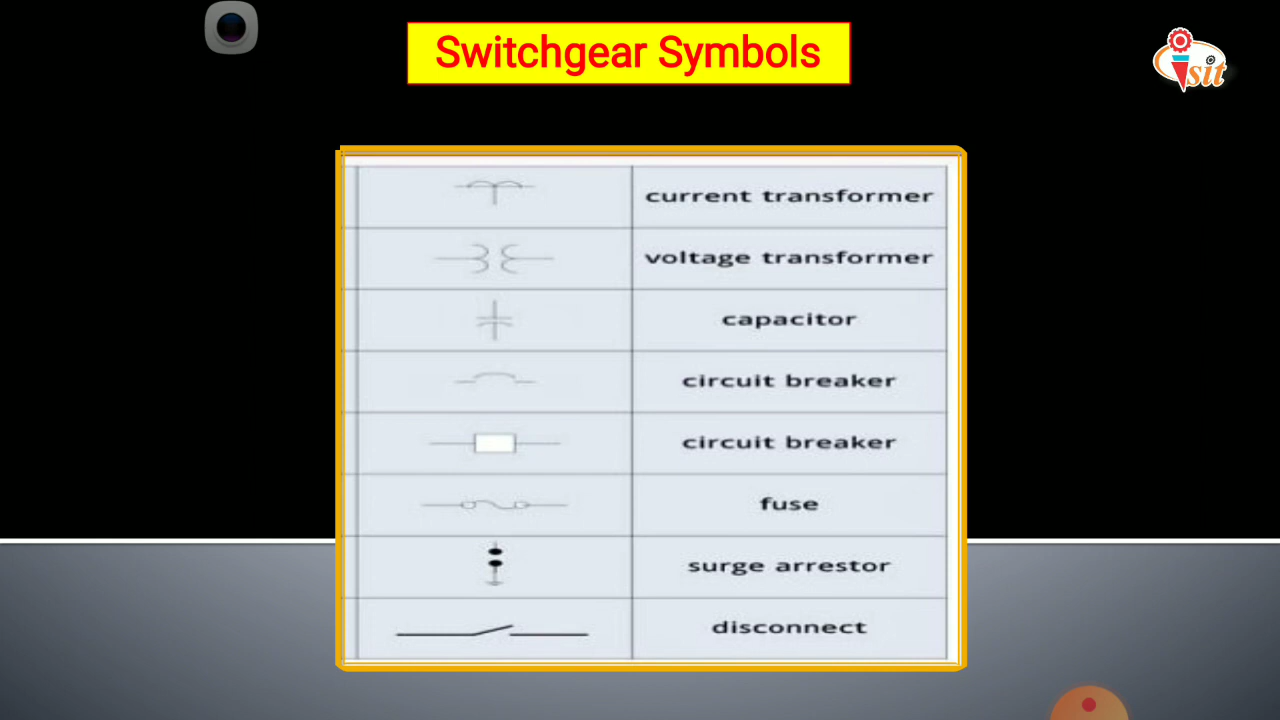 Switchgear Symbols
sit
current transformer
voltage transformer
capacitor
circuit breaker
circuit breaker
fuse
surge arrestor
disconnect